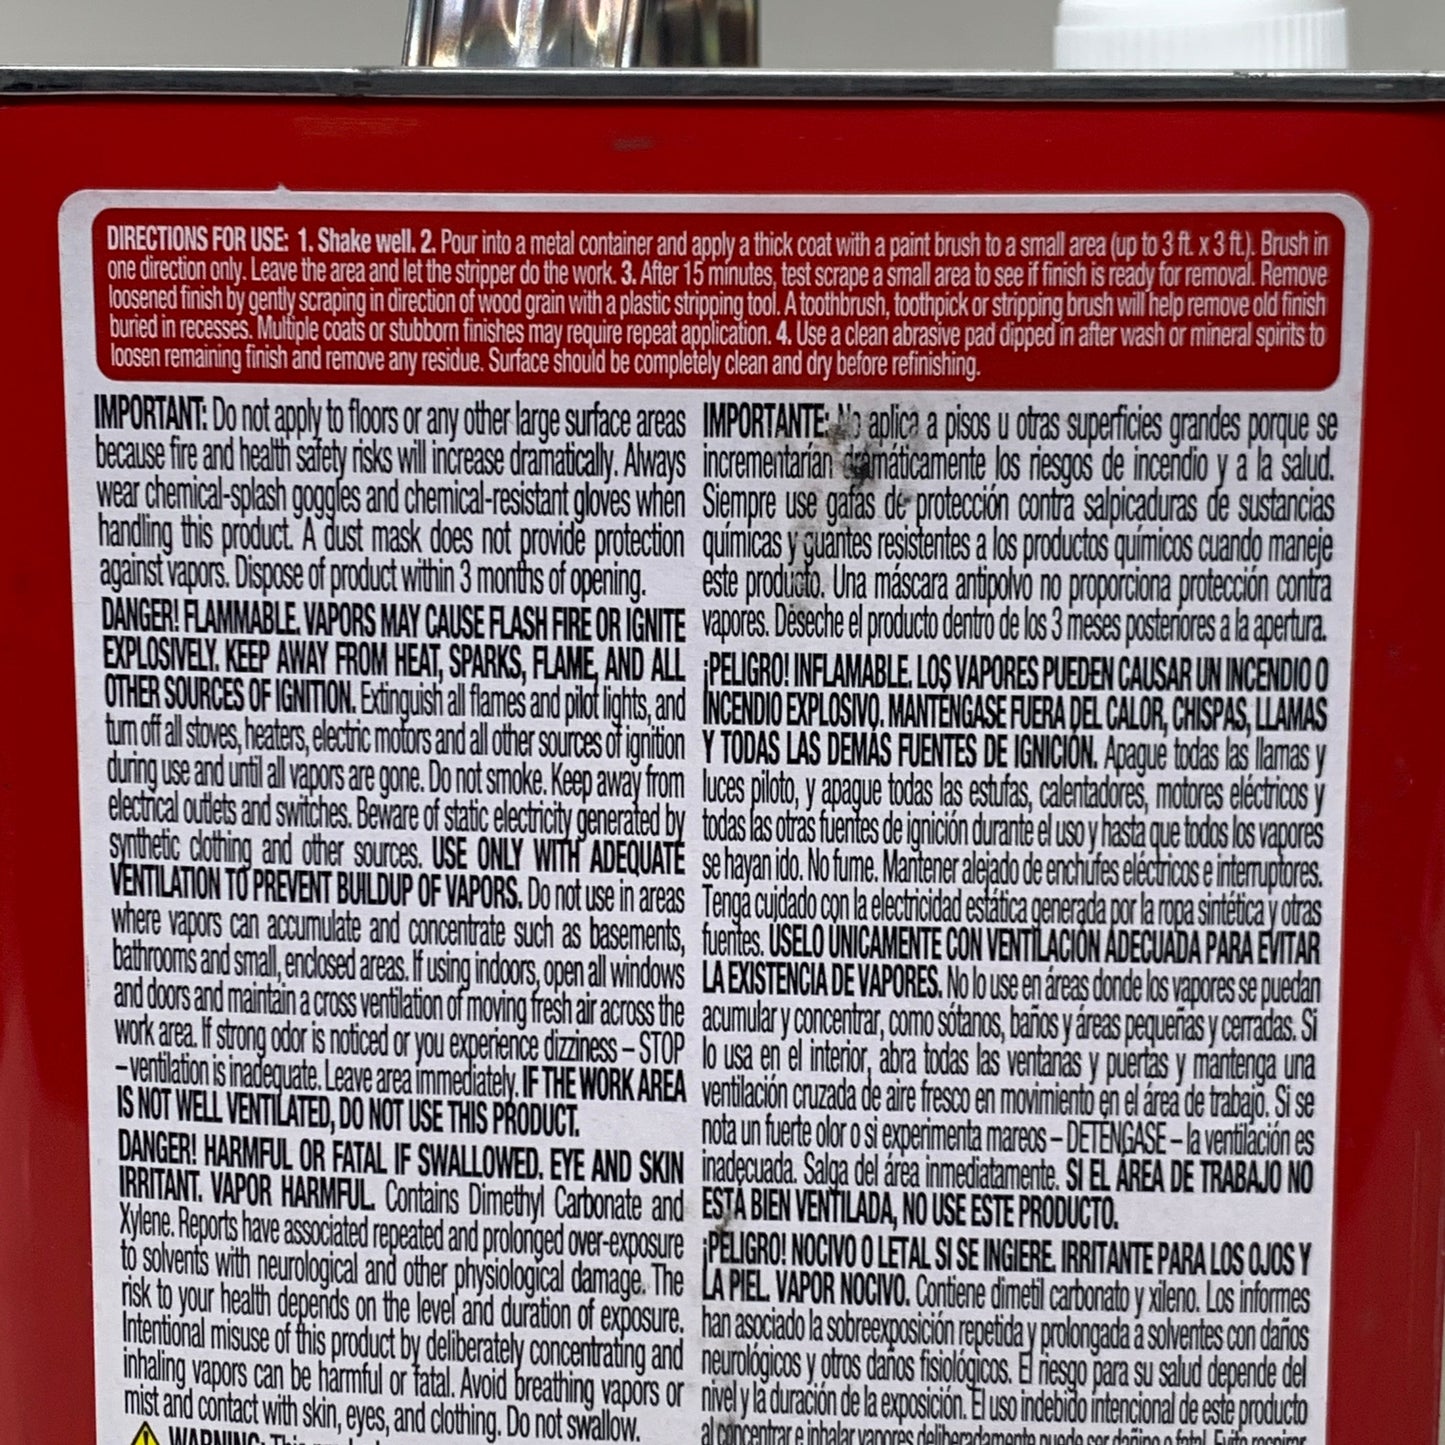 DIRECTIONS FOR USE: 1. Shake well. 2. Pour into a metal container and apply a thick coat with a paint brush to a small area (up to 3 ft. x 3 ft.). Brush in
one direction only. Leave the area and let the stripper do the work. 3. After 15 minutes, test scrape a small area to see if finish is ready for removal. Remove
loosened finish by gently scraping in direction of wood grain with a plastic stripping tool. A toothbrush, toothpick or stripping brush will help remove old finish
buried in recesses. Multiple coats or stubborn finishes may require repeat application. 4. Use a clean abrasive pad dipped in after wash or mineral spirits to
loosen remaining finish and remove any residue. Surface should be completely clean and dry before refinishing.
IMPORTANT: Do not apply to floors or any other large surface areas
because fire and health safety risks will increase dramatically. Always
wear chemical-splash goggles and chemical-resistant gloves when
handling this product. A dust mask does not provide protection
against vapors. Dispose of product within 3 months of opening.
DANGER! FLAMMABLE. VAPORS MAY CAUSE FLASH FIRE OR IGNITE
EXPLOSIVELY. KEEP AWAY FROM HEAT, SPARKS, FLAME, AND ALL
OTHER SOURCES OF IGNITION. Extinguish all flames and pilot lights, and
turn off all stoves, heaters, electric motors and all other sources of ignition
during use and until all vapors are gone. Do not smoke. Keep away from
electrical outlets and switches. Beware of static electricity generated by
synthetic clothing and other sources. USE ONLY WITH ADEQUATE
VENTILATION TO PREVENT BUILDUP OF VAPORS. Do not use in areas
where vapors can accumulate and concentrate such as basements,
bathrooms and small, enclosed areas. If using indoors, open all windows
and doors and maintain a cross ventilation of moving fresh air across the
work area. If strong odor is noticed or you experience dizziness – STOP
– ventilation is inadequate. Leave area immediately. IF THE WORK AREA
IS NOT WELL VENTILATED, DO NOT USE THIS PRODUCT.
DANGER! HARMFUL OR FATAL IF SWALLOWED. EYE AND SKIN
IRRITANT. VAPOR HARMFUL. Contains Dimethyl Carbonate and
Xylene. Reports have associated repeated and prolonged over-exposure
to solvents with neurological and other physiological damage. The
risk to your health depends on the level and duration of exposure.
Intentional misuse of this product by deliberately concentrating and
inhaling vapors can be harmful or fatal. Avoid breathing vapors or
mist and contact with skin, eyes, and clothing. Do not swallow.
WARNING: This product
IMPORTANTE: No aplica a pisos u otras superficies grandes porque se
incrementarían dramáticamente los riesgos de incendio y a la salud.
Siempre use gafas de protección contra salpicaduras de sustancias
químicas y guantes resistentes a los productos químicos cuando maneje
este producto. Una máscara antipolvo no proporciona protección contra
vapores. Deseche el producto dentro de los 3 meses posteriores a la apertura.
¡PELIGRO! INFLAMABLE. LOS VAPORES PUEDEN CAUSAR UN INCENDIO O
INCENDIO EXPLOSIVO. MANTÉNGASE FUERA DEL CALOR, CHISPAS, LLAMAS
Y TODAS LAS DEMÁS FUENTES DE IGNICIÓN. Apague todas las llamas y
luces piloto, y apague todas las estufas, calentadores, motores eléctricos y
todas las otras fuentes de ignición durante el uso y hasta que todos los vapores
se hayan ido. No fume. Mantener alejado de enchufes eléctricos e interruptores.
Tenga cuidado con la electricidad estática generada por la ropa sintética y otras
fuentes. ÚSELO ÚNICAMENTE CON VENTILACIÓN ADECUADA PARA EVITAR
LA EXISTENCIA DE VAPORES. No lo use en áreas donde los vapores se puedan
acumular y concentrar, como sótanos, baños y áreas pequeñas y cerradas. Si
lo usa en el interior, abra todas las ventanas y puertas y mantenga una
ventilación cruzada de aire fresco en movimiento en el área de trabajo. Si se
nota un fuerte olor o si experimenta mareos – DETÉNGASE – la ventilación es
inadecuada. Salga del área inmediatamente. SI EL ÁREA DE TRABAJO NO
ESTÁ BIEN VENTILADA, NO USE ESTE PRODUCTO.
¡PELIGRO! NOCIVO O LETAL SI SE INGIERE. IRRITANTE PARA LOS OJOS Y
LA PIEL. VAPOR NOCIVO. Contiene dimetil carbonato y xileno. Los informes
han asociado la sobreexposición repetida y prolongada a solventes con daños
neurológicos y otros daños fisiológicos. El riesgo para su salud depende del
nivel y la duración de la exposición. El uso indebido intencional de este producto
al concentrar e inhalar vapores deliberadamente puede ser dañino o fatal. Evite respirar